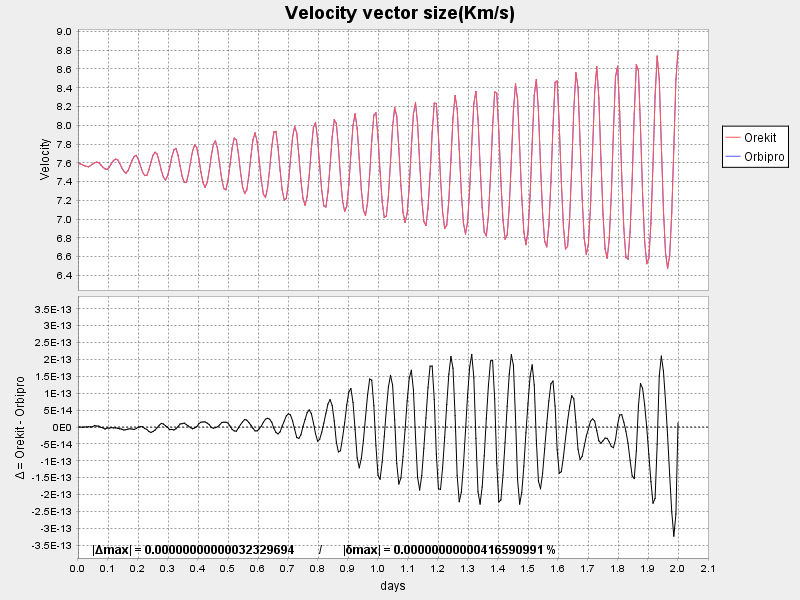 Velocity vector size(Km/s)
9.0
8.8
8.6
8.4
8.2
8.0
7.8
7.6
7.4
7.2
7.0
6.8
6.6
6.4
Velocity
Orekit
Orbipro
3.5E-13
3E-13
2.5E-13
2E-13
1.5E-13
1E-13
5E-14
0E0
-5E-14
-1E-13
-1.5E-13
-2E-13
-2.5E-13
-3E-13
-3.5E-13
Δ = Orekit - Orbipro
|Δmax| = 0.00000000000032329694 / |δmax| = 0.00000000000416590991 %
0.0 0.1 0.2 0.3 0.4 0.5 0.6 0.7 0.8 0.9 1.0 1.1 1.2 1.3 1.4 1.5 1.6 1.7 1.8 1.9 2.0 2.1
days